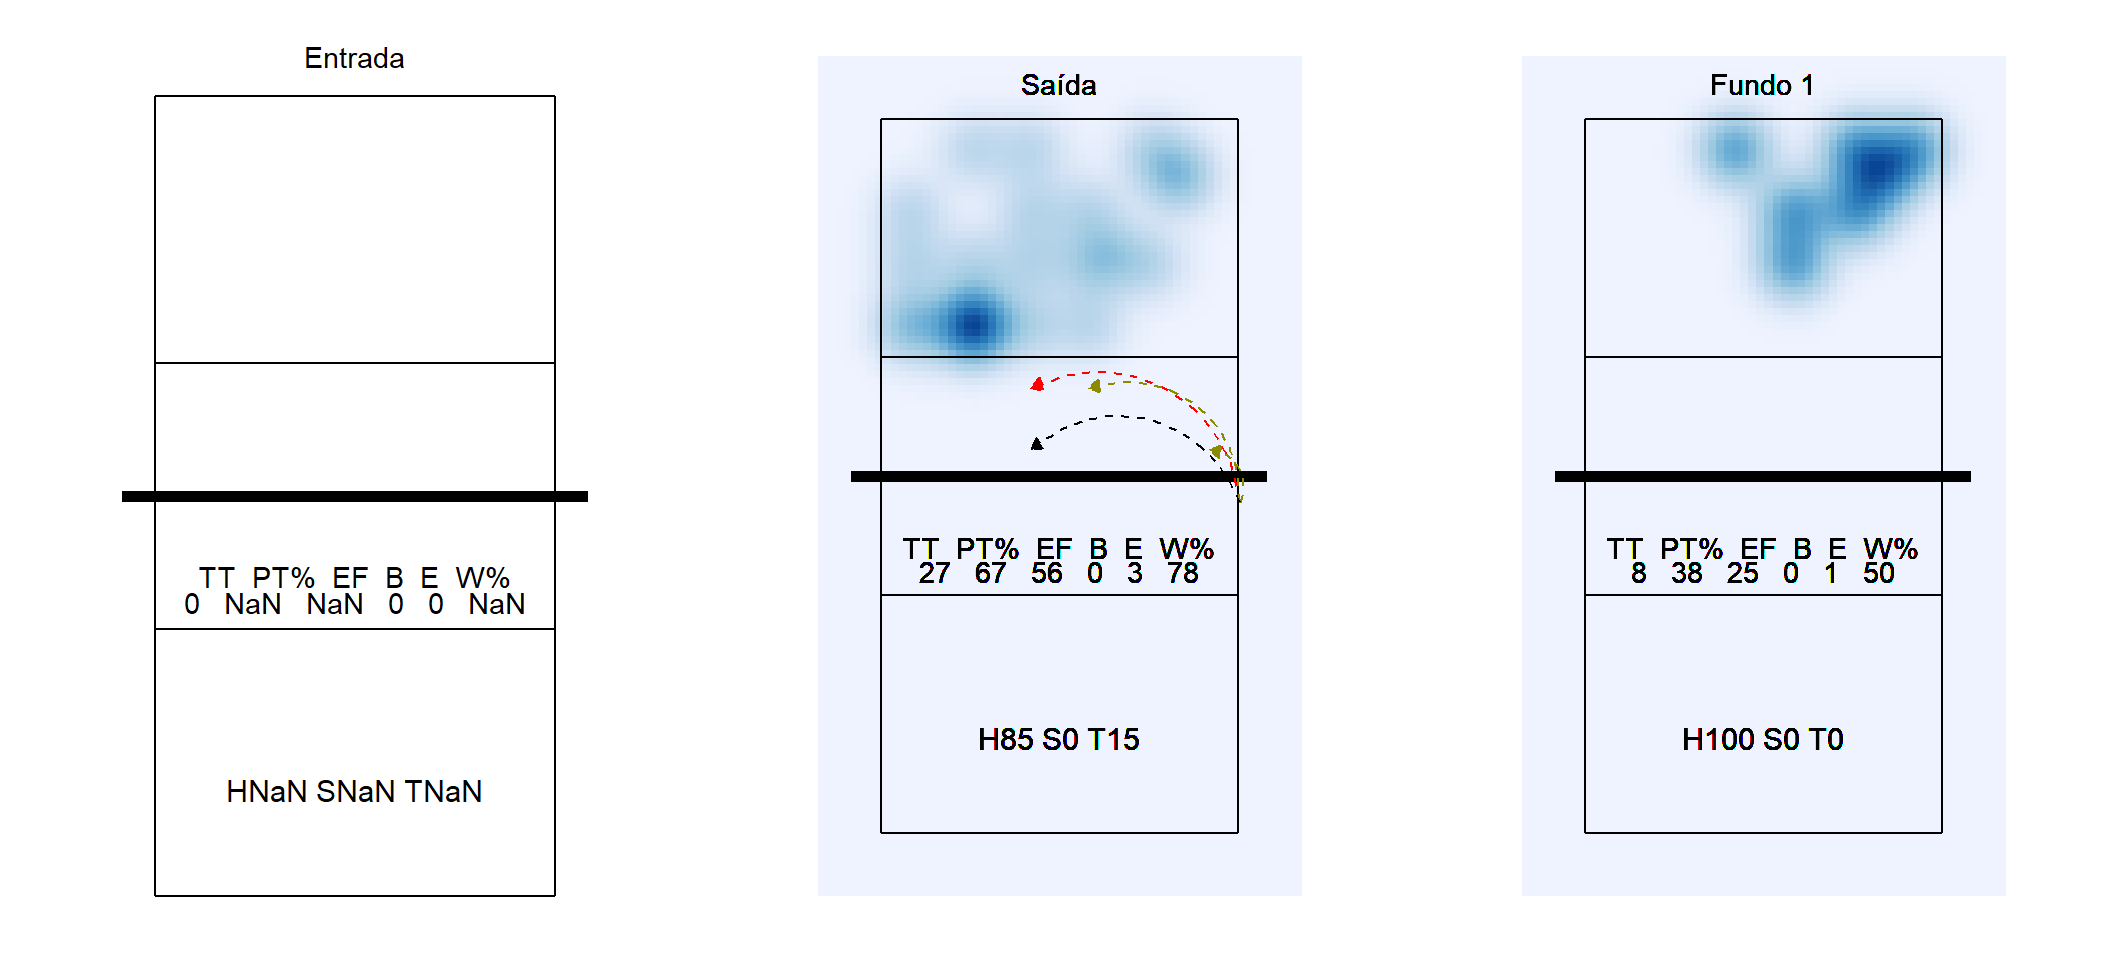 Entrada
TT PT% EF B E W%
0 NaN NaN 0 0 NaN
HNaN SNaN TNaN
Saída
TT PT% EF B E W%
27 67 56 0 3 78
H85 S0 T15
Fundo 1
TT PT% EF B E W%
8 38 25 0 1 50
H100 S0 T0